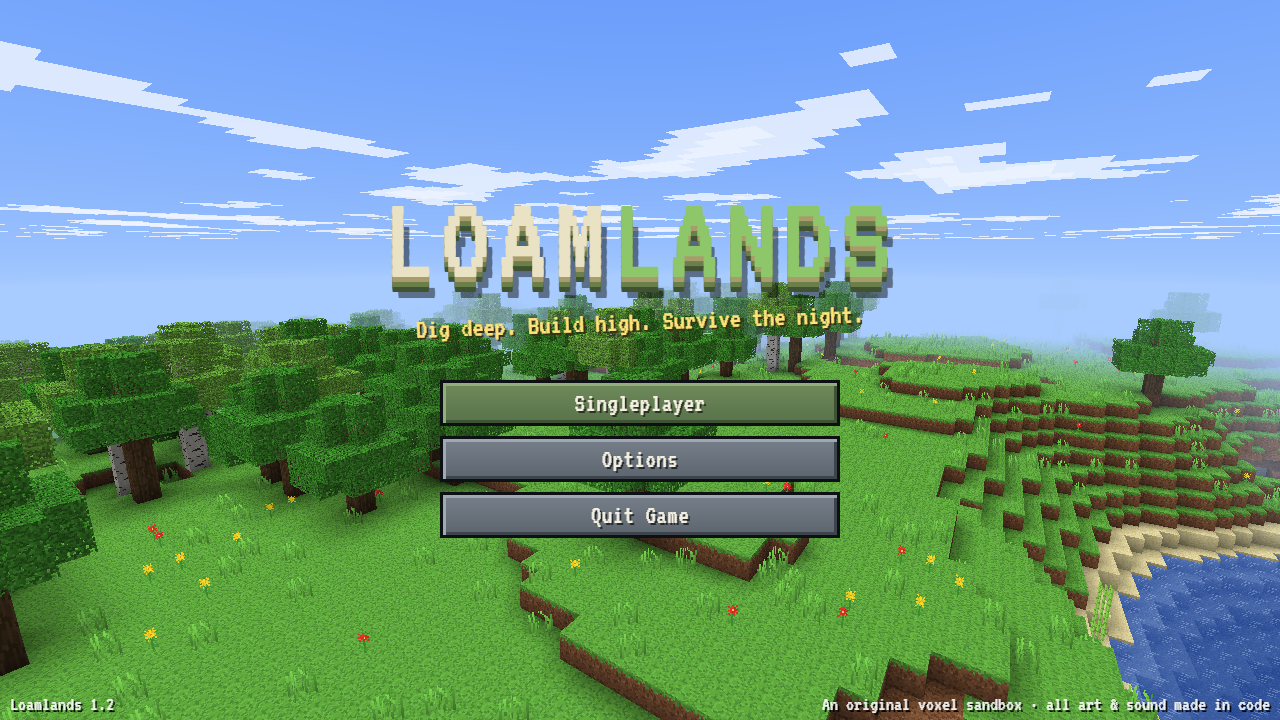 LOAMLANDS
Dig deep. Build high. Survive the night.
Singleplayer
Options
Quit Game
Loamlands 1.2
An original voxel sandbox · all art & sound made in code